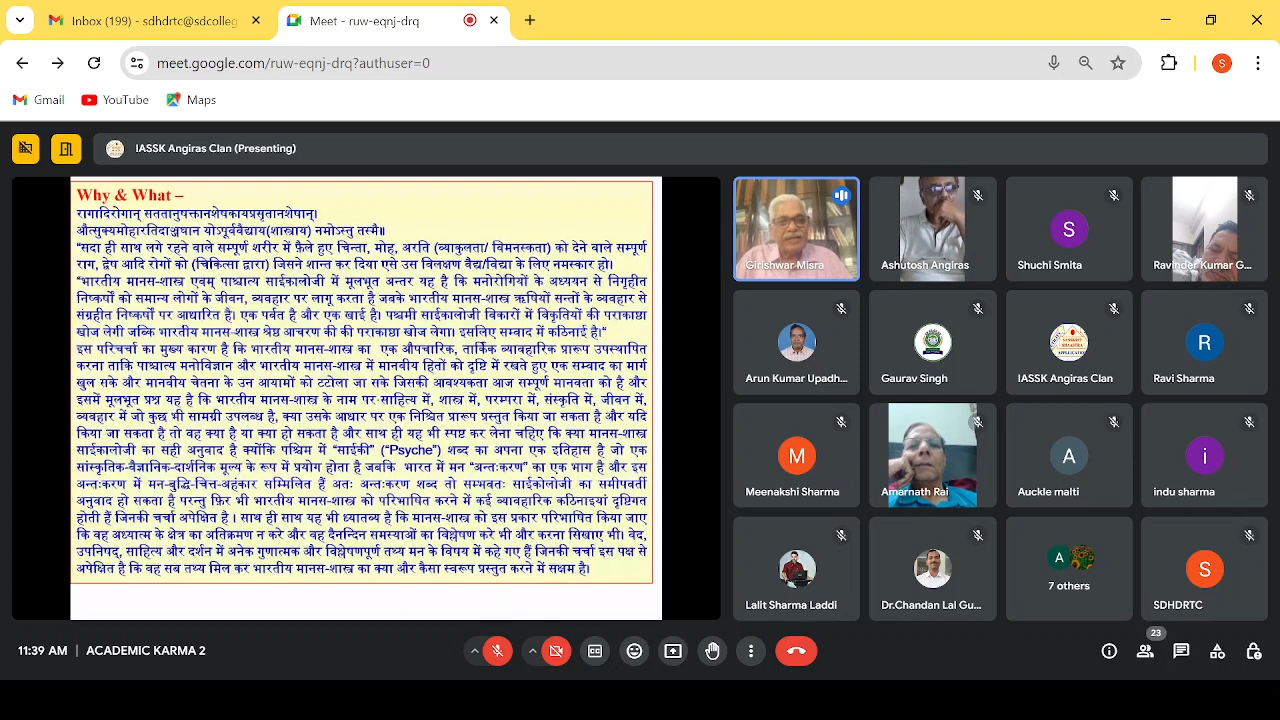 Inbox (199) - sdhdrtc@sdcolleg
Meet - ruw-eqnj-drq
meet.google.com/ruw-eqnj-drq?authuser=0
S
Gmail
YouTube
Maps
IASSK Angiras Clan (Presenting)
Why & What –
रागादिरोगान् सततानुषक्तानशेषकायप्रसृतानशेषान्।
औत्सुक्यमोहारतिदाञ्जघान योऽपूर्ववैद्याय(शास्त्राय) नमोऽस्तु तस्मै॥
“सदा ही साथ लगे रहने वाले सम्पूर्ण शरीर में फ़ैले हुए चिन्ता, मोह, अरति (व्याकुलता/ विमनस्कता) को देने वाले सम्पूर्ण
राग, द्वेष आदि रोगों को (चिकित्सा द्वारा) जिसने शान्त कर दिया एसे उस विलक्षण वैद्य/विद्या के लिए नमस्कार हो।
“भारतीय मानस-शास्त्र एवम् पाश्चात्य साईकालोजी में मूलभूत अन्तर यह है कि मनोरोगियों के अध्ययन से निगृहीत
निष्कर्षों को समान्य लोगों के जीवन, व्यवहार पर लागू करता है जबके भारतीय मानस-शास्त्र ऋषियों सन्तों के व्यवहार से
संग्रहीत निष्कर्षों पर आधारित है। एक पर्वत है और एक खाई है। पश्चमी साईकालोजी विकारों में विकृतियों की पराकाष्ठा
खोज लेगी जब्कि भारतीय मानस-शास्त्र श्रेष्ठ आचरण की की पराकाष्ठा खोज लेगा। इसलिए सम्वाद में कठिनाई है।“
इस परिचर्चा का मुख्य कारण है कि भारतीय मानस-शास्त्र का एक औपचारिक, तार्किक व्यावहारिक प्रारूप उपस्थापित
करना ताकि पाश्चात्य मनोविज्ञान और भारतीय मानस-शास्त्र में मानवीय हितों को दृष्टि में रखते हुए एक सम्वाद का मार्ग
खुल सके और मानवीय चेतना के उन आयामों को टटोला जा सके जिसकी आवश्यकता आज सम्पूर्ण मानवता को है और
इसमें मूलभूत प्रश्न यह है कि भारतीय मानस-शास्त्र के नाम पर साहित्य में, शास्त्र में, परम्परा में, संस्कृति में, जीवन में,
व्यवहार में जो कुछ भी सामग्री उपलब्ध है, क्या उसके आधार पर एक निश्चित प्रारूप प्रस्तुत किया जा सकता है और यदि
किया जा सकता है तो वह क्या है या क्या हो सकता है और साथ ही यह भी स्पष्ट कर लेना चहिए कि क्या मानस-शास्त्र
साईकालोजी का सही अनुवाद है क्योंकि पश्चिम में “साईकी” (“Psyche”) शब्द का अपना एक इतिहास है जो एक
सांस्कृतिक-वैज्ञानिक-दार्शनिक मूल्य के रूप में प्रयोग होता है जवकि भारत में मन “अन्तःकरण” का एक भाग है और इस
अन्तःकरण में मन-बुद्धि-चित्त-अहंकार सम्मिलित हैं अतः अन्तःकरण शब्द तो सम्भवतः साईकालोजी का समीपवर्ती
अनुवाद हो सकता है परन्तु फ़िर भी भारतीय मानस-शास्त्र को परिभाषित करने में कई व्यावहारिक कठिनाइयां दृष्टिगत
होती हैं जिनकी चर्चा अपेक्षित है । साथ ही साथ यह भी ध्यातव्य है कि मानस-शास्त्र को इस प्रकार परिभाषित किया जाए
कि वह अध्यात्म के क्षेत्र का अतिक्रमण न करे और वह दैनन्दिन समस्याओं का विश्लेषण करे भी और करना सिखाए भी। वेद,
उपनिषद्, साहित्य और दर्शन में अनेक गुणात्मक और विश्लेषणपूर्ण तथ्य मन के विषय में कहे गए हैं जिनकी चर्चा इस पक्ष से
अपेक्षित है कि वह सब तथ्य मिल कर भारतीय मानस-शास्त्र का क्या और कैसा स्वरूप प्रस्तुत करने में सक्षम है।
Girishwar Misra
Ashutosh Angiras
S
Shuchi Smita
Ravinder Kumar G...
Arun Kumar Upadh...
Gaurav Singh
IASSK Angiras Clan
R
Ravi Sharma
M
Meenakshi Sharma
Amarnath Rai
A
Auckle malti
i
indu sharma
Lalit Sharma Laddi
Dr.Chandan Lal Gu...
A
7 others
S
SDHDRTC
11:39 AM | ACADEMIC KARMA 2
23